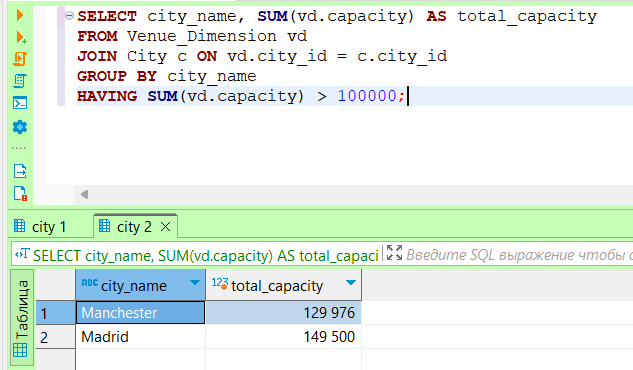 SELECT city_name, SUM(vd.capacity) AS total_capacity
FROM Venue_Dimension vd
JOIN City c ON vd.city_id = c.city_id
GROUP BY city_name
HAVING SUM(vd.capacity) > 100000;
city 1 city 2
SELECT city_name, SUM(vd.capacity) AS total_capaci Введите SQL выражение чтобы
Таблица
ABC city_name 123 total_capacity
1 Manchester 129 976
2 Madrid 149 500